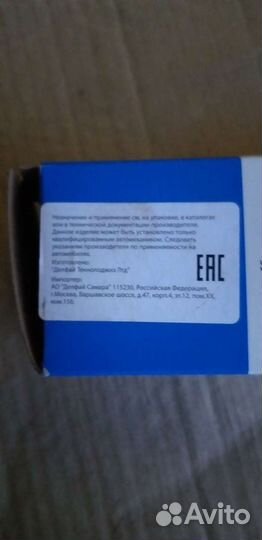 Назначение и применение см. на упаковке, в каталогах
или в технической документации производителя.
Данное изделие может быть установлено только
квалифицированным автомехаником. Следовать
указаниям производителя по применяемости на
автомобилях.
Изготовлено:
"Делфай Текнолоджиз Лтд"
Импортер:
АО "Делфай Самара" 115230, Российская Федерация,
г.Москва, Варшавское шоссе, д.47, корп.4, эт.12, пом.XX,
ком.15б.
EAC
Avito